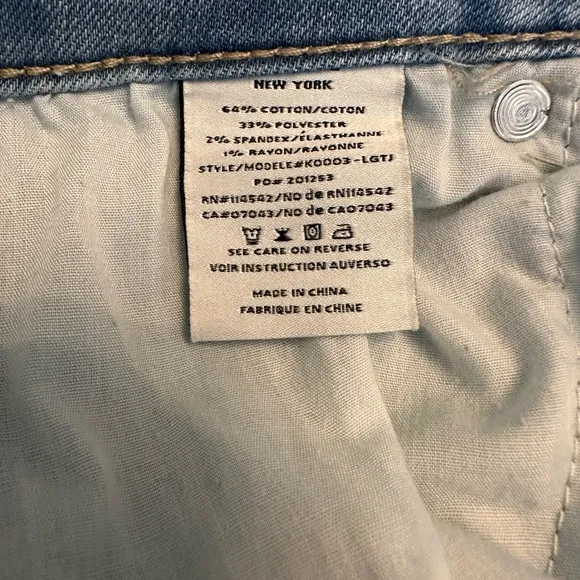 NEW YORK
64% COTTON/COTON
33% POLYESTER
2% SPANDEX/ÉLASTHANNE
1% RAYON/RAYONNE
STYLE/MODELE#K0003-LGTJ
PO# 201253
RN#114542/NO de RN114542
CA#07043/NO de CA07043
SEE CARE ON REVERSE
VOIR INSTRUCTION AUVERSO
MADE IN CHINA
FABRIQUE EN CHINE